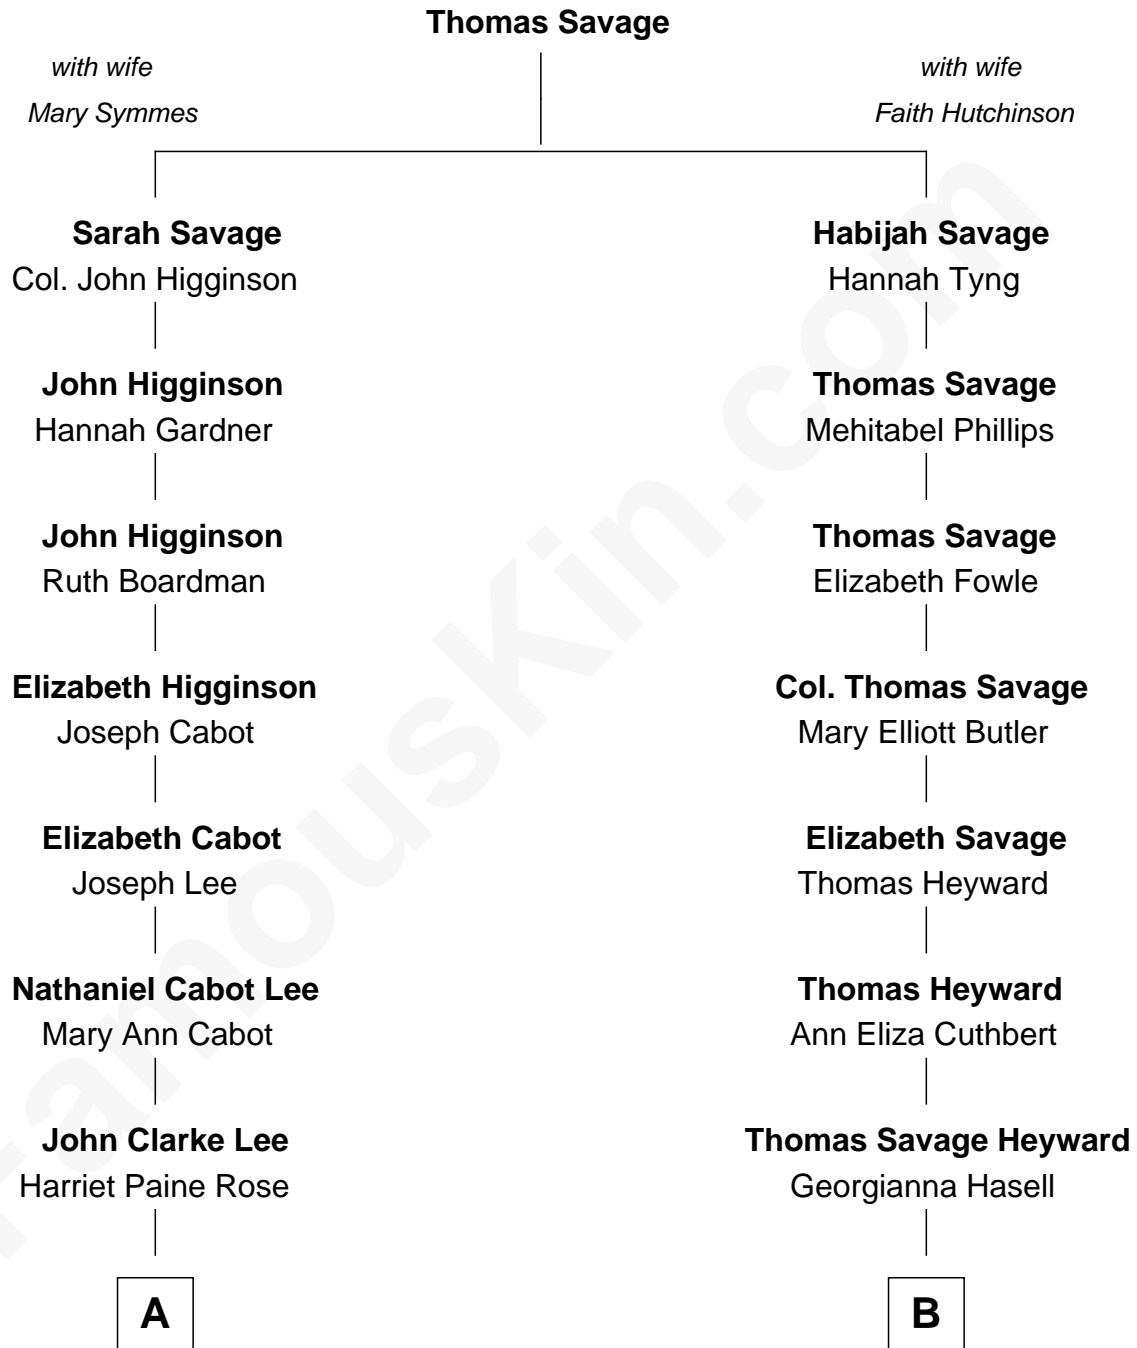 Thomas Savage
with wife
Mary Symmes
with wife
Faith Hutchinson
Sarah Savage
Col. John Higginson
Habijah Savage
Hannah Tyng
John Higginson
Hannah Gardner
Thomas Savage
Mehitabel Phillips
John Higginson
Ruth Boardman
Thomas Savage
Elizabeth Fowle
Elizabeth Higginson
Joseph Cabot
Col. Thomas Savage
Mary Elliott Butler
Elizabeth Cabot
Joseph Lee
Elizabeth Savage
Thomas Heyward
Nathaniel Cabot Lee
Mary Ann Cabot
Thomas Heyward
Ann Eliza Cuthbert
John Clarke Lee
Harriet Paine Rose
Thomas Savage Heyward
Georgianna Hasell
A
B
FamousKin.com